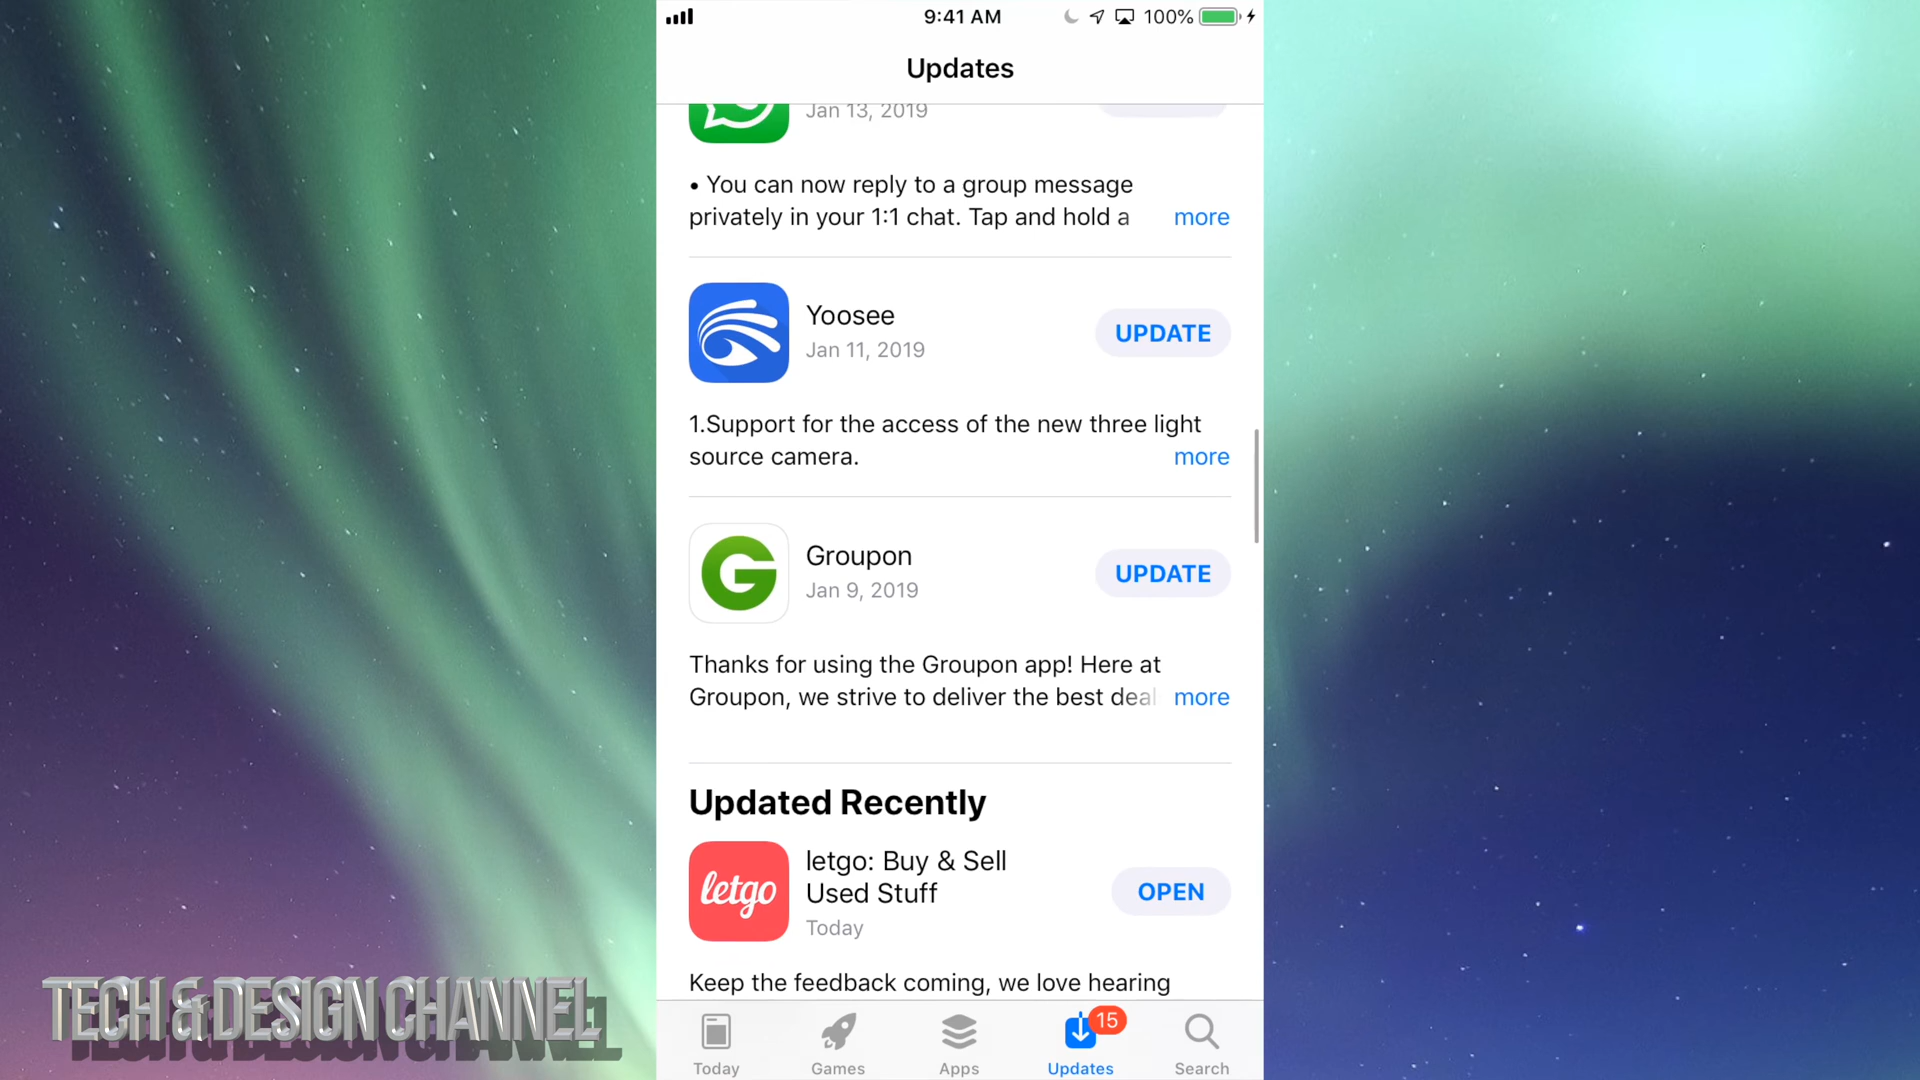 9:41 AM
100%
Updates
Jan 13, 2019
• You can now reply to a group message
privately in your 1:1 chat. Tap and hold a more
Yoosee
Jan 11, 2019
UPDATE
1.Support for the access of the new three light
source camera. more
Groupon
Jan 9, 2019
UPDATE
Thanks for using the Groupon app! Here at
Groupon, we strive to deliver the best deal more
Updated Recently
letgo
letgo: Buy & Sell
Used Stuff
Today
OPEN
Keep the feedback coming, we love hearing
15
Today Games Apps Updates Search
TECH & DESIGN CHANNEL